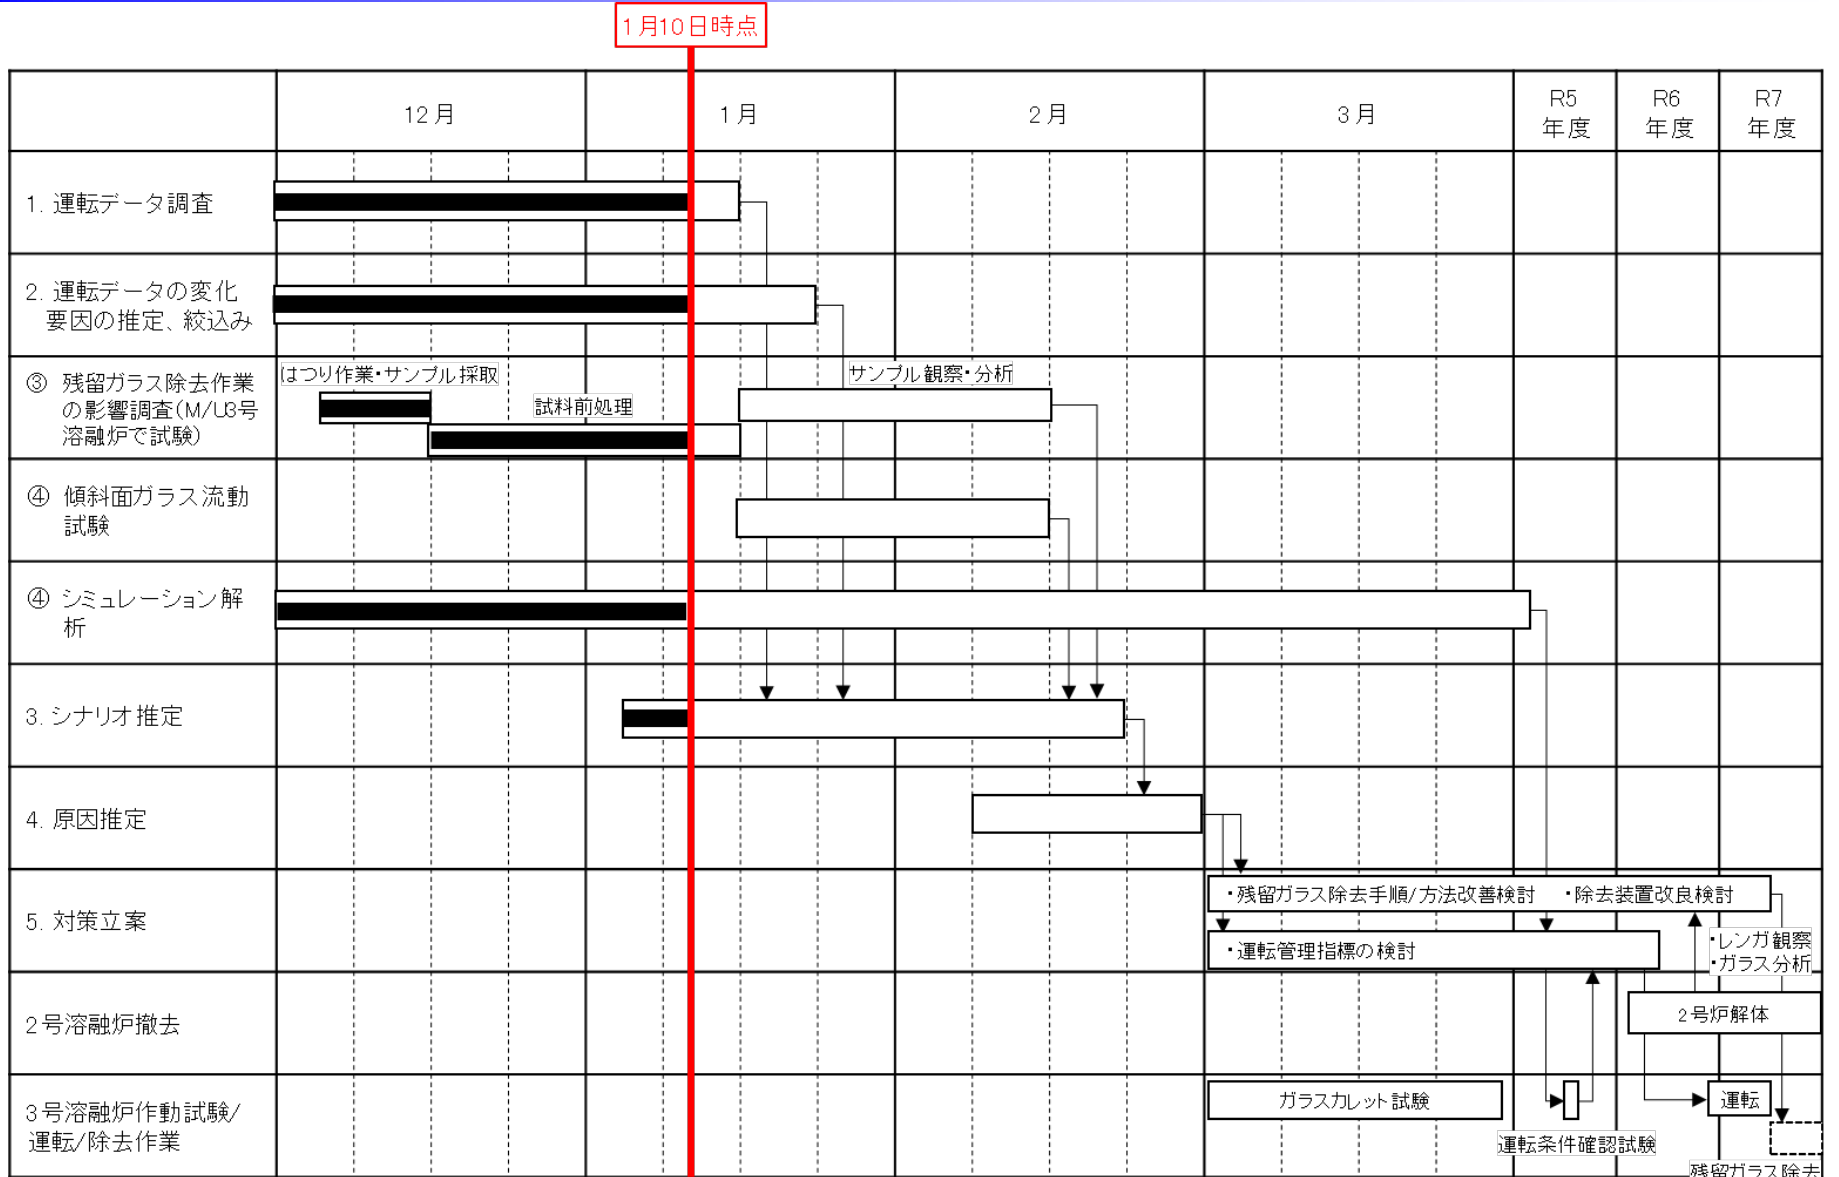 1月10日時点
12月
1月
2月
3月
R5
年度
R6
年度
R7
年度
1. 運転データ調査
2. 運転データの変化
要因の推定、絞込み
③ 残留ガラス除去作業
の影響調査(M/U3号
溶融炉で試験)
はつり作業・サンプル採取
試料前処理
サンプル観察・分析
④ 傾斜面ガラス流動
試験
④ シミュレーション解
析
3. シナリオ推定
4. 原因推定
5. 対策立案
・残留ガラス除去手順/方法改善検討 ・除去装置改良検討
・運転管理指標の検討
・レンガ観察
・ガラス分析
2号溶融炉撤去
2号炉解体
3号溶融炉作動試験/
運転/除去作業
ガラスカレット試験
運転条件確認試験
運転
残留ガラス除去